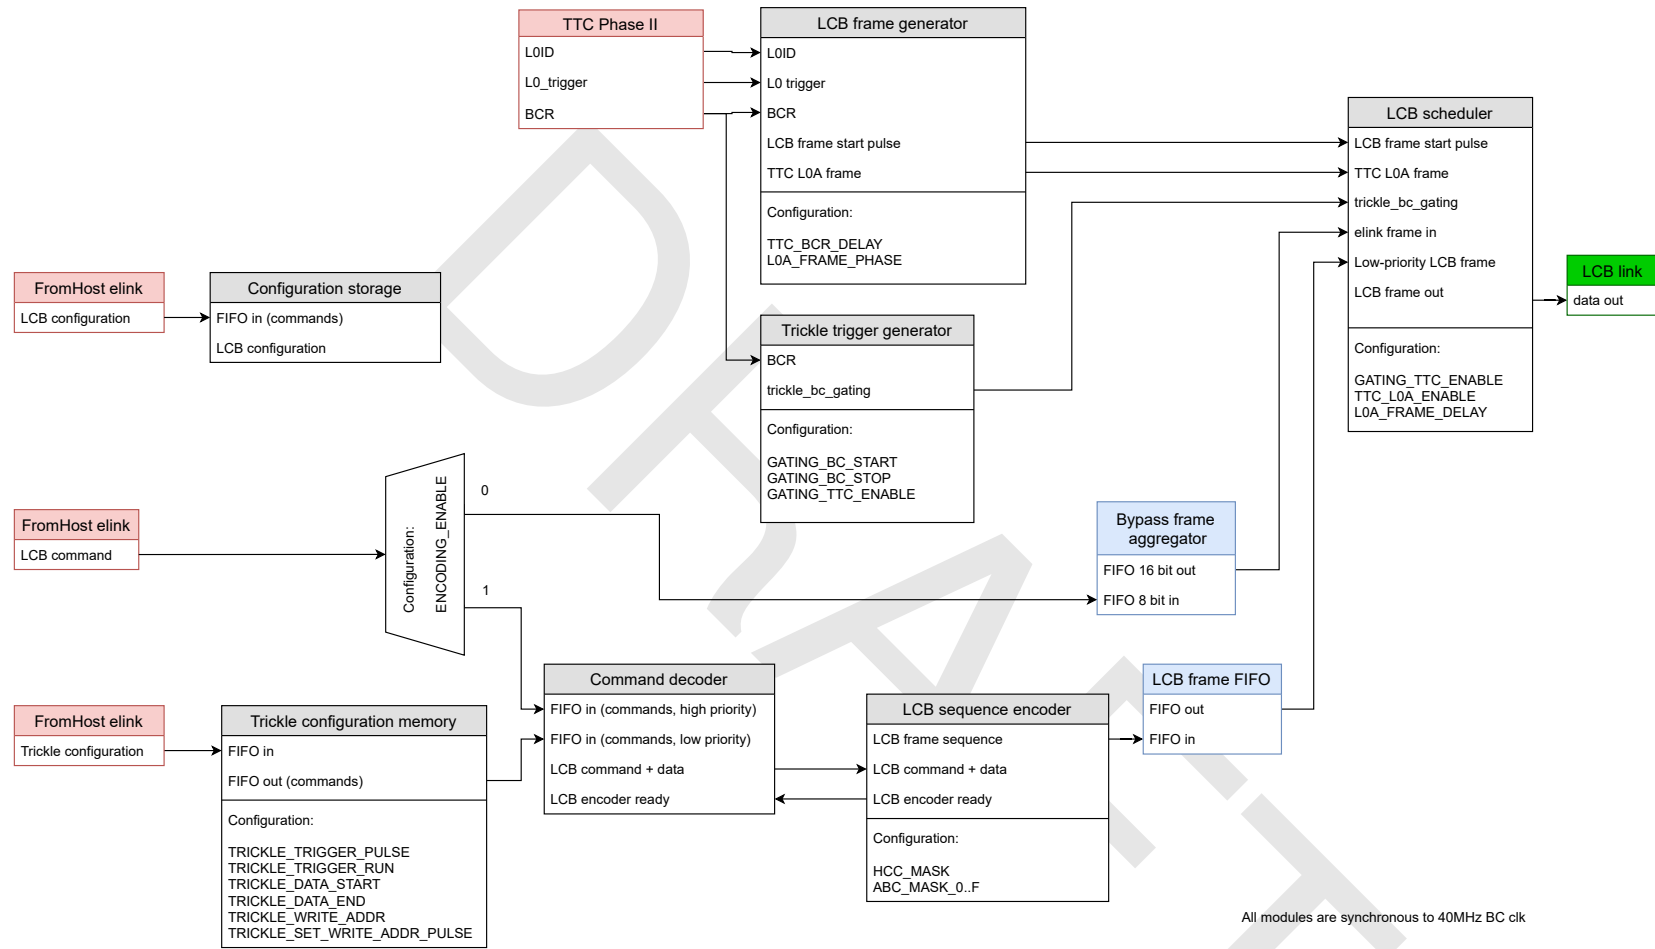 TTC Phase II
L0ID
L0_trigger
BCR
LCB frame generator
L0ID
L0 trigger
BCR
LCB frame start pulse
TTC L0A frame
Configuration:
TTC_BCR_DELAY
L0A_FRAME_PHASE
LCB scheduler
LCB frame start pulse
TTC L0A frame
trickle_bc_gating
elink frame in
Low-priority LCB frame
LCB frame out
Configuration:
GATING_TTC_ENABLE
TTC_L0A_ENABLE
L0A_FRAME_DELAY
LCB link
data out
FromHost elink
LCB configuration
Configuration storage
FIFO in (commands)
LCB configuration
Trickle trigger generator
BCR
trickle_bc_gating
Configuration:
GATING_BC_START
GATING_BC_STOP
GATING_TTC_ENABLE
FromHost elink
LCB command
Configuration:
ENCODING_ENABLE
0
1
Bypass frame
aggregator
FIFO 16 bit out
FIFO 8 bit in
FromHost elink
Trickle configuration
Trickle configuration memory
FIFO in
FIFO out (commands)
Configuration:
TRICKLE_TRIGGER_PULSE
TRICKLE_TRIGGER_RUN
TRICKLE_DATA_START
TRICKLE_DATA_END
TRICKLE_WRITE_ADDR
TRICKLE_SET_WRITE_ADDR_PULSE
Command decoder
FIFO in (commands, high priority)
FIFO in (commands, low priority)
LCB command + data
LCB encoder ready
LCB sequence encoder
LCB frame sequence
LCB command + data
LCB encoder ready
Configuration:
HCC_MASK
ABC_MASK_0..F
LCB frame FIFO
FIFO out
FIFO in
All modules are synchronous to 40MHz BC clk
DRAFT